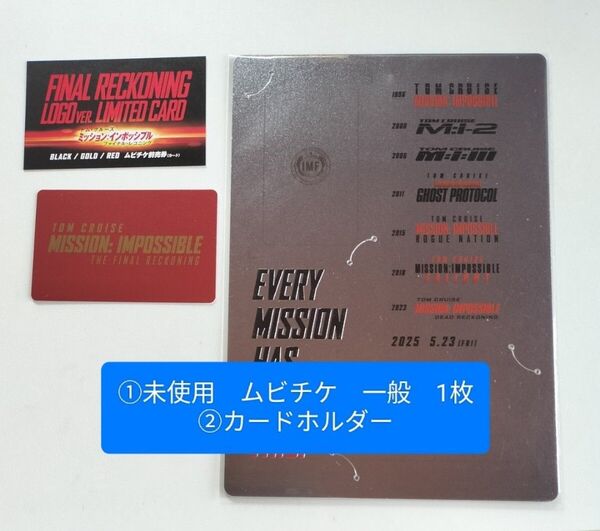 FINAL RECKONING
LOGO VER. LIMITED CARD
ミッション:インポッシブル
BLACK / GOLD / RED ムビチケ前売券(カード)
TOM CRUISE
MISSION: IMPOSSIBLE
THE FINAL RECKONING
IMF
1996 TOM CRUISE
MISSION: IMPOSSIBLE
2000 TOM CRUISE
M:I-2
2006 TOM CRUISE
M:I:III
2011
GHOST PROTOCOL
2015 TOM CRUISE
MISSION: IMPOSSIBLE
ROGUE NATION
2018 TOM CRUISE
MISSION:IMPOSSIBLE
FALLOUT
2023 TOM CRUISE
MISSION: IMPOSSIBLE
DEAD RECKONING
2025 5.23 [FRI]
EVERY
MISSION
HAS
①未使用 ムビチケ 一般 1枚
②カードホルダー